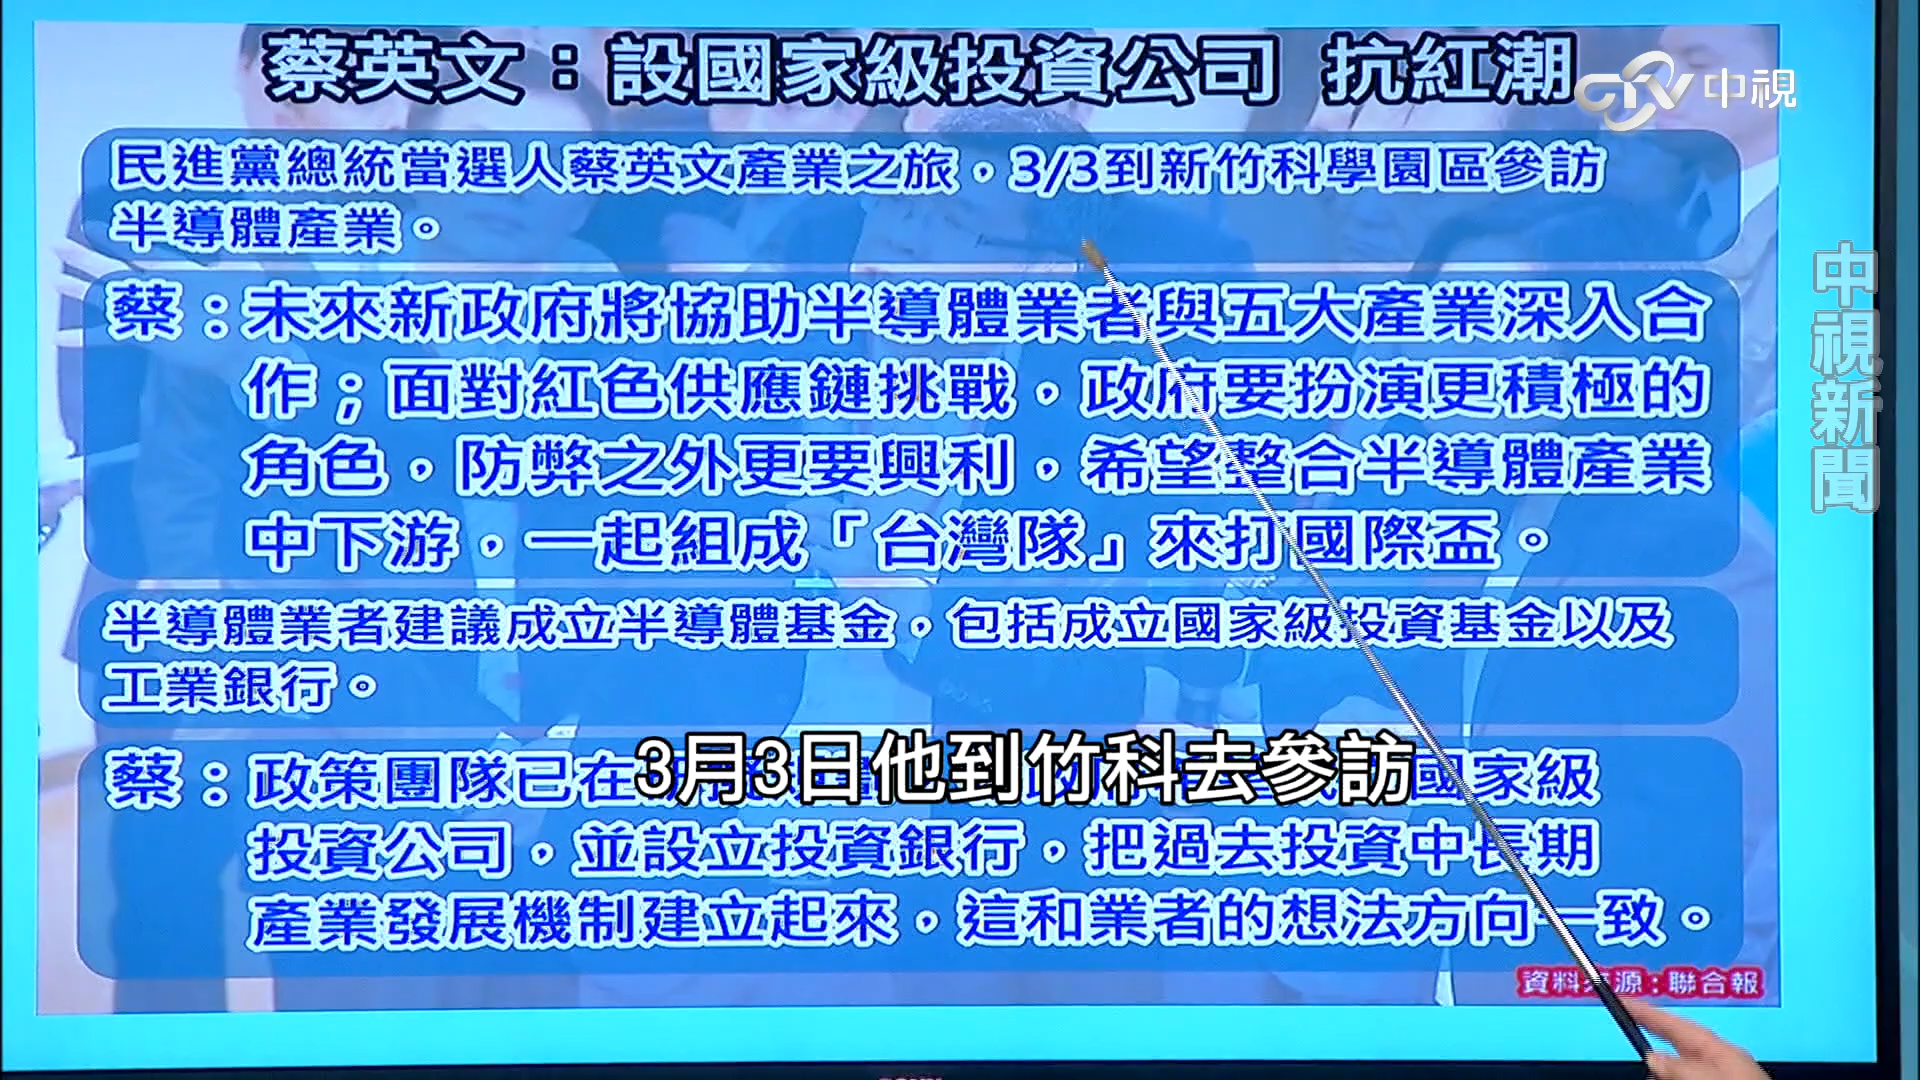 蔡英文：設國家級投資公司 抗紅潮
CTV中視
民進黨總統當選人蔡英文產業之旅，3/3到新竹科學園區參訪
半導體產業。
蔡：未來新政府將協助半導體業者與五大產業深入合
作；面對紅色供應鏈挑戰，政府要扮演更積極的
角色，防弊之外更要興利，希望整合半導體產業
中下游，一起組成「台灣隊」來打國際盃。
半導體業者建議成立半導體基金，包括成立國家級投資基金以及
工業銀行。
蔡：政策團隊已在 國家級
投資公司，並設立投資銀行，把過去投資中長期
產業發展機制建立起來，這和業者的想法方向一致。
3月3日他到竹科去參訪
資料來源：聯合報
中視新聞